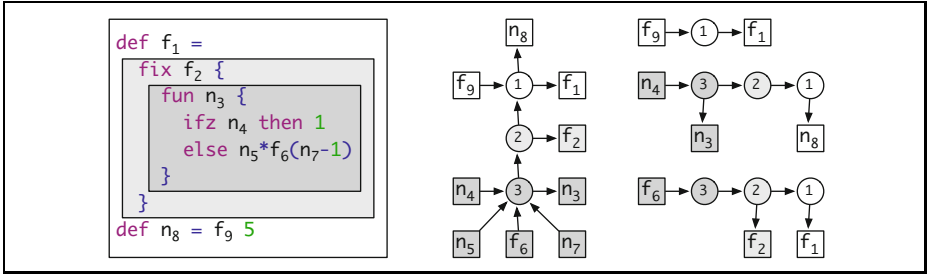 def f₁ =
fix f₂ {
fun n₃ {
ifz n₄ then 1
else n₅*f₆(n₇-1)
}
}
def n₈ = f₉ 5
n₈
f₉ 1 f₁
2 f₂
n₄ 3 n₃
n₅ f₆ n₇
f₉ 1 f₁
n₄ 3 2 1
n₃ n₈
f₆ 3 2 1
f₂ f₁